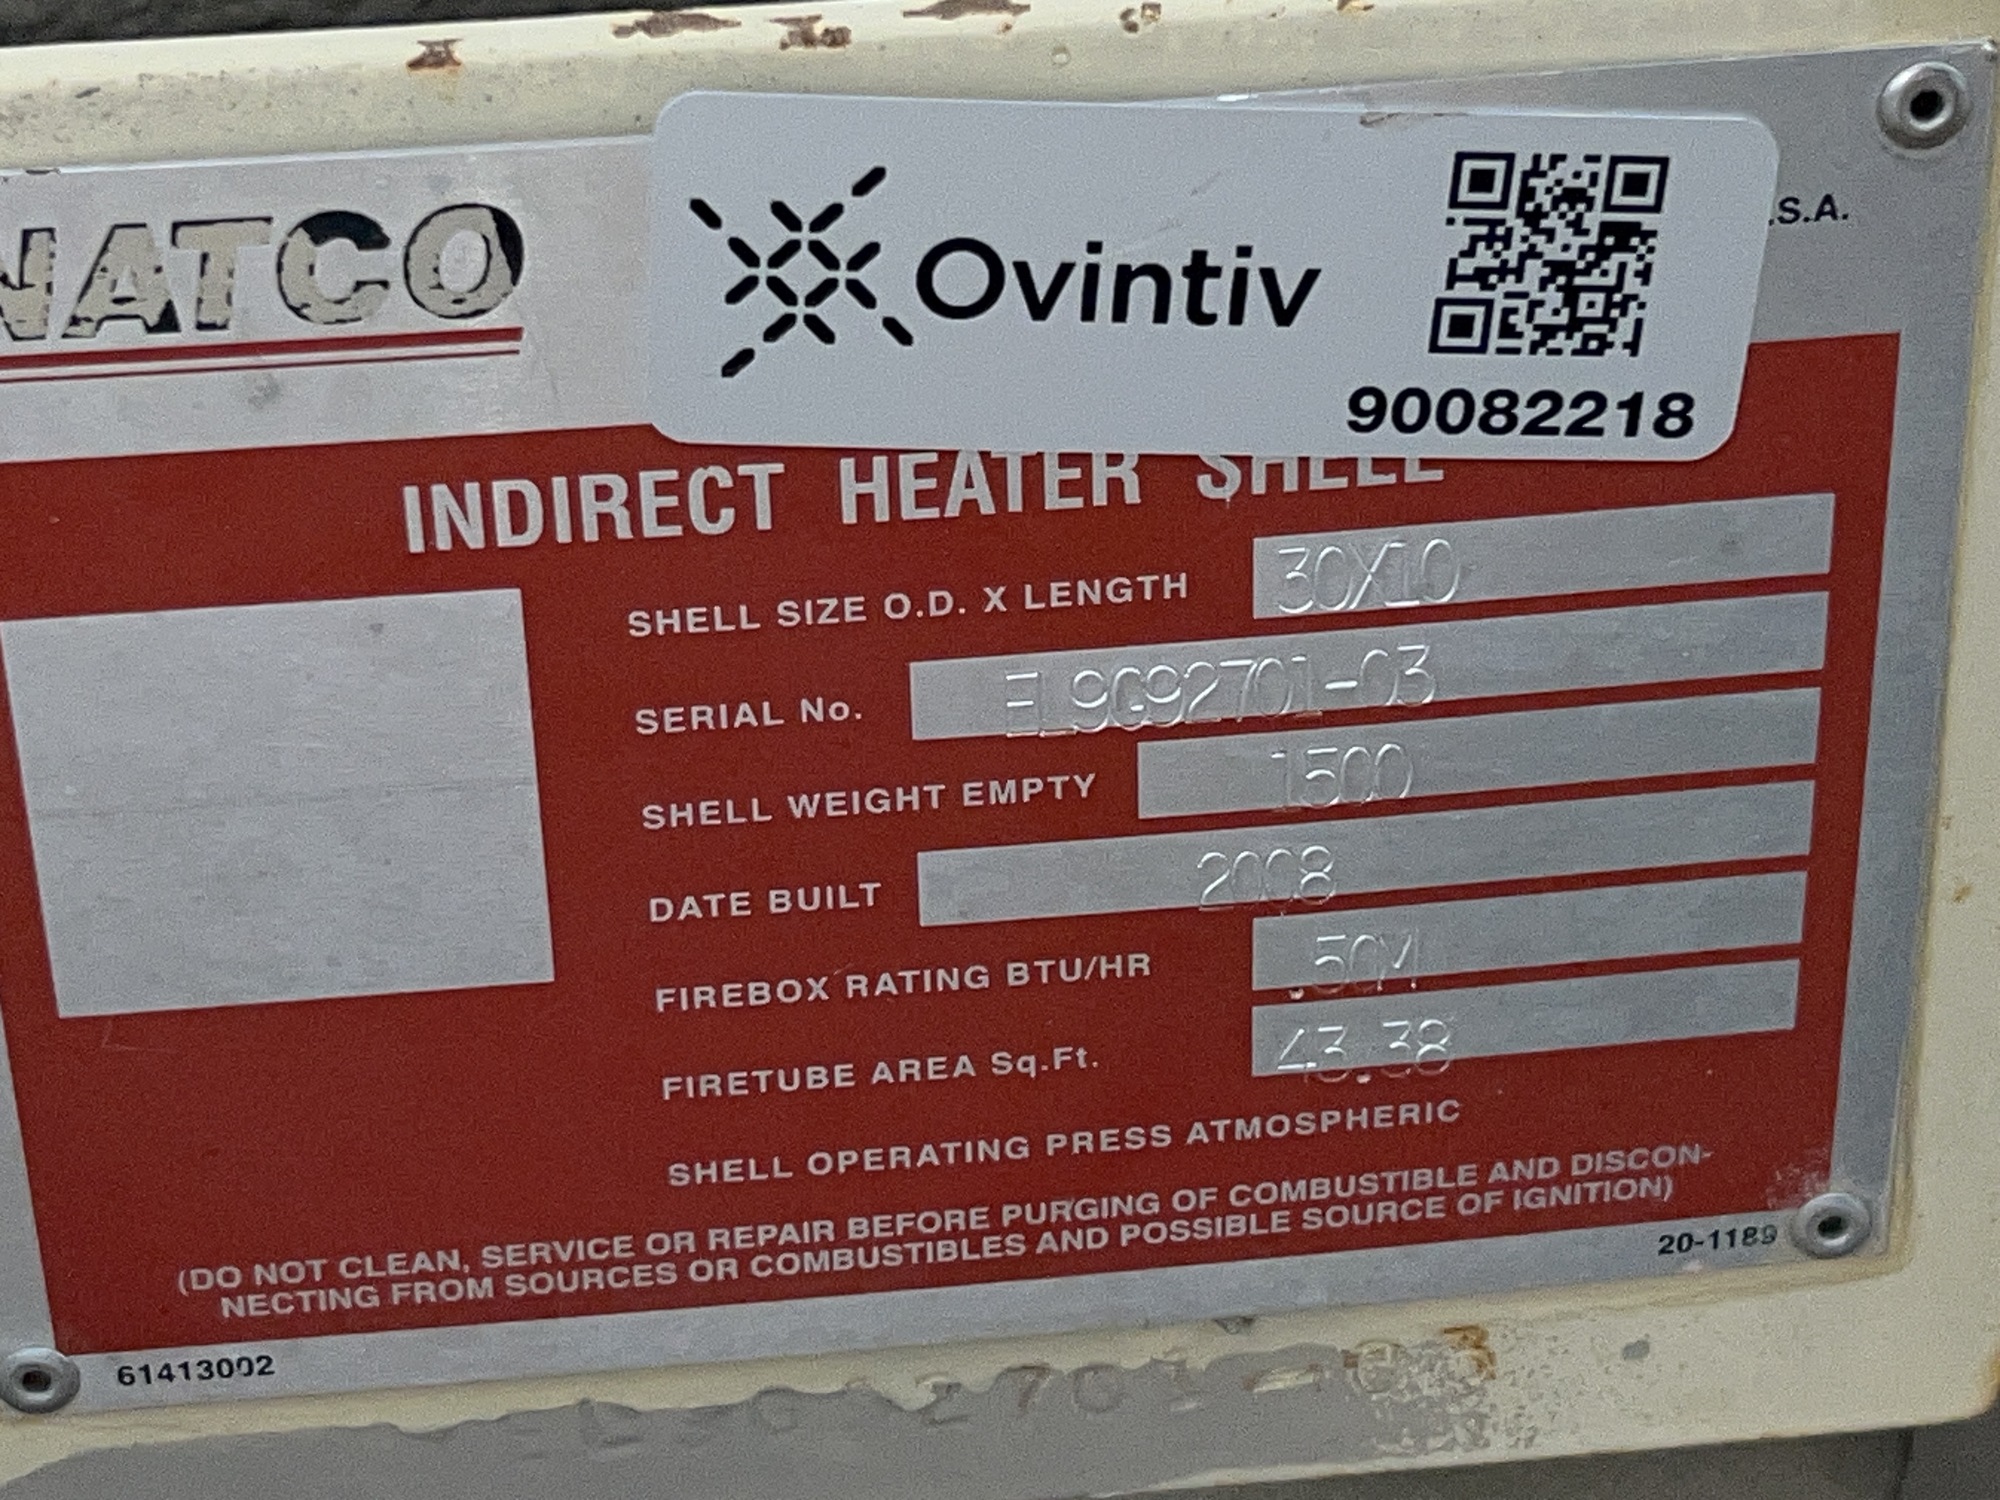 NATCO
Ovintiv
.S.A.
90082218
INDIRECT HEATER SHELL
SHELL SIZE O.D. X LENGTH 30X10
SERIAL No. EL9G92701-03
SHELL WEIGHT EMPTY 1500
DATE BUILT 2008
FIREBOX RATING BTU/HR .50M
FIRETUBE AREA Sq.Ft. 43.38
SHELL OPERATING PRESS ATMOSPHERIC
(DO NOT CLEAN, SERVICE OR REPAIR BEFORE PURGING OF COMBUSTIBLE AND DISCON-
NECTING FROM SOURCES OR COMBUSTIBLES AND POSSIBLE SOURCE OF IGNITION)
20-1189
61413002